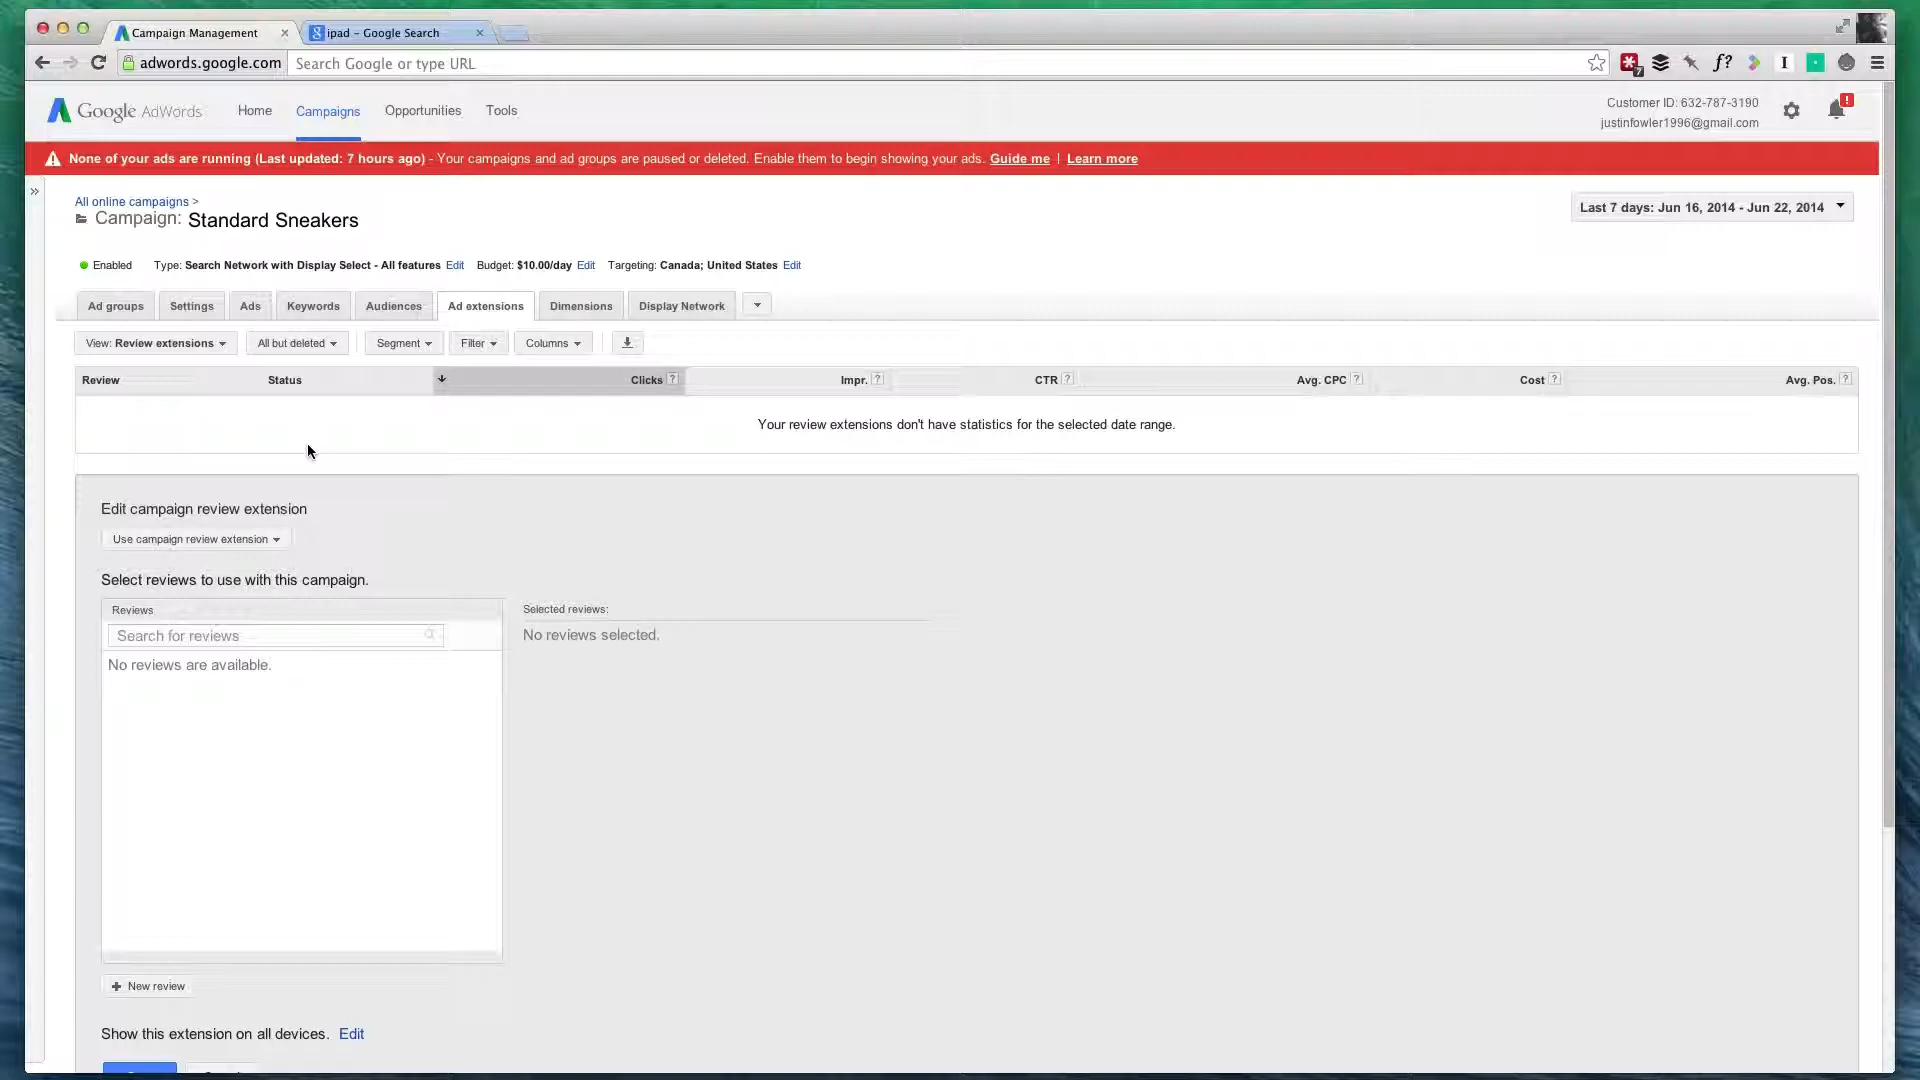 Campaign Management
ipad - Google Search
adwords.google.com
Search Google or type URL
7
f?
I
Google AdWords
Home
Campaigns
Opportunities
Tools
Customer ID: 632-787-3190
justinfowler1996@gmail.com
!
None of your ads are running (Last updated: 7 hours ago) - Your campaigns and ad groups are paused or deleted. Enable them to begin showing your ads. Guide me | Learn more
»
All online campaigns >
Campaign: Standard Sneakers
Last 7 days: Jun 16, 2014 - Jun 22, 2014
Enabled Type: Search Network with Display Select - All features Edit Budget: $10.00/day Edit Targeting: Canada; United States Edit
Ad groups
Settings
Ads
Keywords
Audiences
Ad extensions
Dimensions
Display Network
View: Review extensions
All but deleted
Segment
Filter
Columns
Review
Status
Clicks ?
Impr. ?
CTR ?
Avg. CPC ?
Cost ?
Avg. Pos. ?
Your review extensions don't have statistics for the selected date range.
Edit campaign review extension
Use campaign review extension
Select reviews to use with this campaign.
Reviews
Search for reviews
No reviews are available.
Selected reviews:
No reviews selected.
+ New review
Show this extension on all devices. Edit